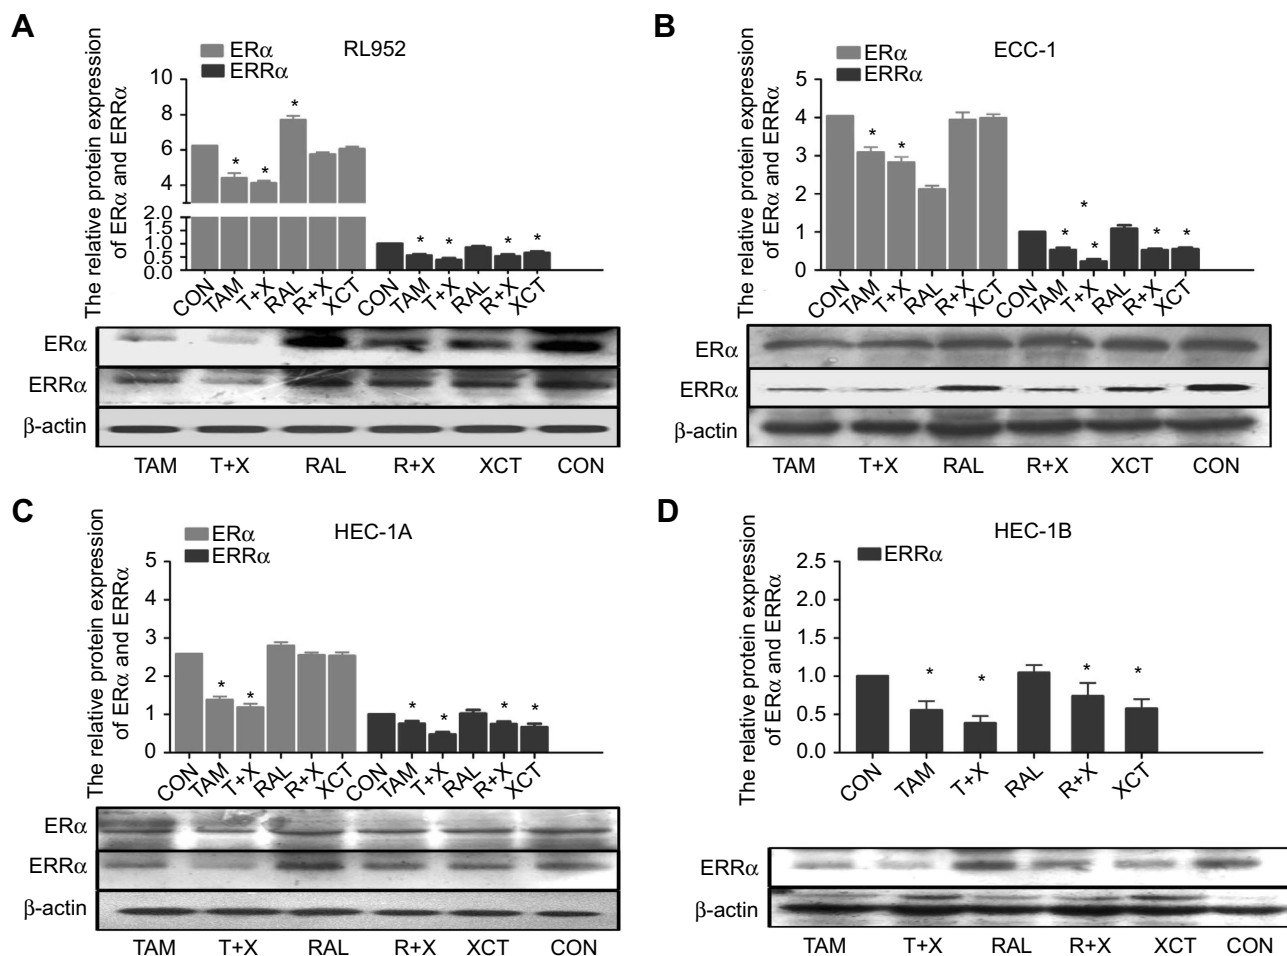 A
RL952
ERα
ERRα
The relative protein expression
of ERα and ERRα
10
8
6
4
2.0
1.5
1.0
0.5
0.0
* * * * * * *
CON TAM T+X RAL R+X XCT CON TAM T+X RAL R+X XCT
ERα
ERRα
β-actin
TAM T+X RAL R+X XCT CON
B
ECC-1
ERα
ERRα
The relative protein expression
of ERα and ERRα
5
4
3
2
1
0
* * * * * * *
CON TAM T+X RAL R+X XCT CON TAM T+X RAL R+X XCT
ERα
ERRα
β-actin
TAM T+X RAL R+X XCT CON
C
HEC-1A
ERα
ERRα
The relative protein expression
of ERα and ERRα
5
4
3
2
1
0
* * * * * *
CON TAM T+X RAL R+X XCT CON TAM T+X RAL R+X XCT
ERα
ERRα
β-actin
TAM T+X RAL R+X XCT CON
D
HEC-1B
ERRα
The relative protein expression
of ERα and ERRα
2.5
2.0
1.5
1.0
0.5
0.0
* * * *
CON TAM T+X RAL R+X XCT
ERRα
β-actin
TAM T+X RAL R+X XCT CON